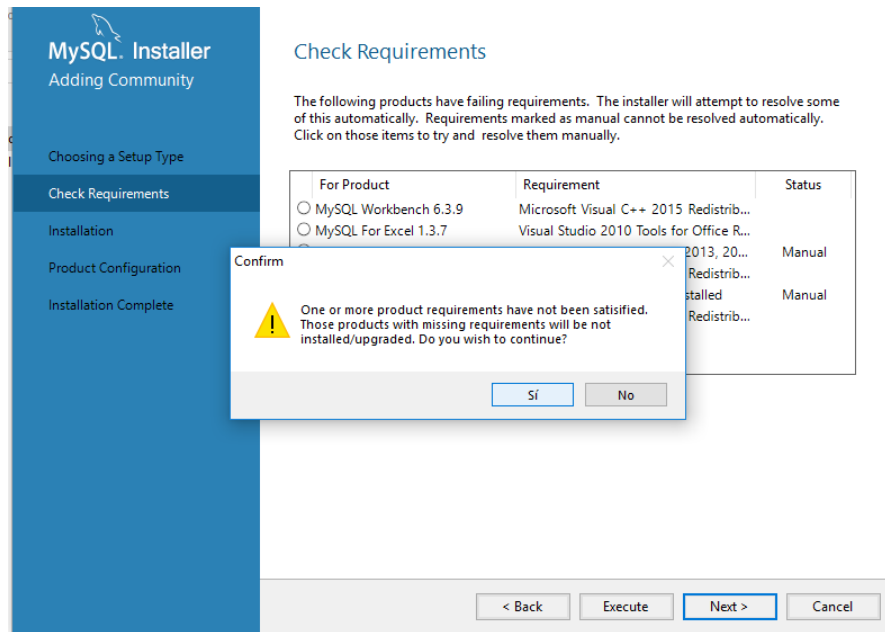 MySQL. Installer
Adding Community
Choosing a Setup Type
Check Requirements
Installation
Product Configuration
Installation Complete
Check Requirements
The following products have failing requirements. The installer will attempt to resolve some
of this automatically. Requirements marked as manual cannot be resolved automatically.
Click on those items to try and resolve them manually.
For Product Requirement Status
MySQL Workbench 6.3.9 Microsoft Visual C++ 2015 Redistrib...
MySQL For Excel 1.3.7 Visual Studio 2010 Tools for Office R...
2013, 20... Manual
Redistrib...
stalled Manual
Redistrib...
Confirm
One or more product requirements have not been satisified.
Those products with missing requirements will be not
installed/upgraded. Do you wish to continue?
Sí No
< Back Execute Next > Cancel